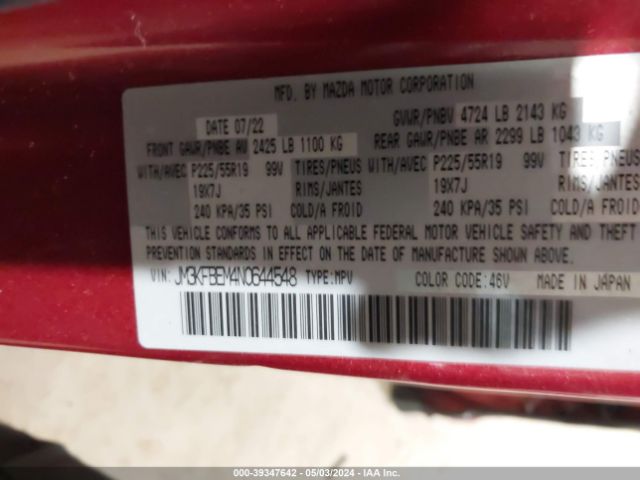 MFD. BY MAZDA MOTOR CORPORATION
DATE 07/22 GVWR/PNBV 4724 LB 2143 KG
FRONT GAWR/PNBE AV 2425 LB 1100 KG REAR GAWR/PNBE AR 2299 LB 1043 KG
WITH/AVEC P225/55R19 99V TIRES/PNEUS WITH/AVEC P225/55R19 99V TIRES/PNEUS
19X7J RIMS/JANTES 19X7J RIMS/JANTES
240 KPA/35 PSI COLD/A FROID 240 KPA/35 PSI COLD/A FROID
THIS VEHICLE CONFORMS TO ALL APPLICABLE FEDERAL MOTOR VEHICLE SAFETY AND THEFT
PREVENTION STANDARDS IN EFFECT ON THE DATE OF MANUFACTURE SHOWN ABOVE.
VIN: JM3KFBEM4N0644548 TYPE:MPV COLOR CODE:46V MADE IN JAPAN
000-39347642 - 05/03/2024 - IAA Inc.